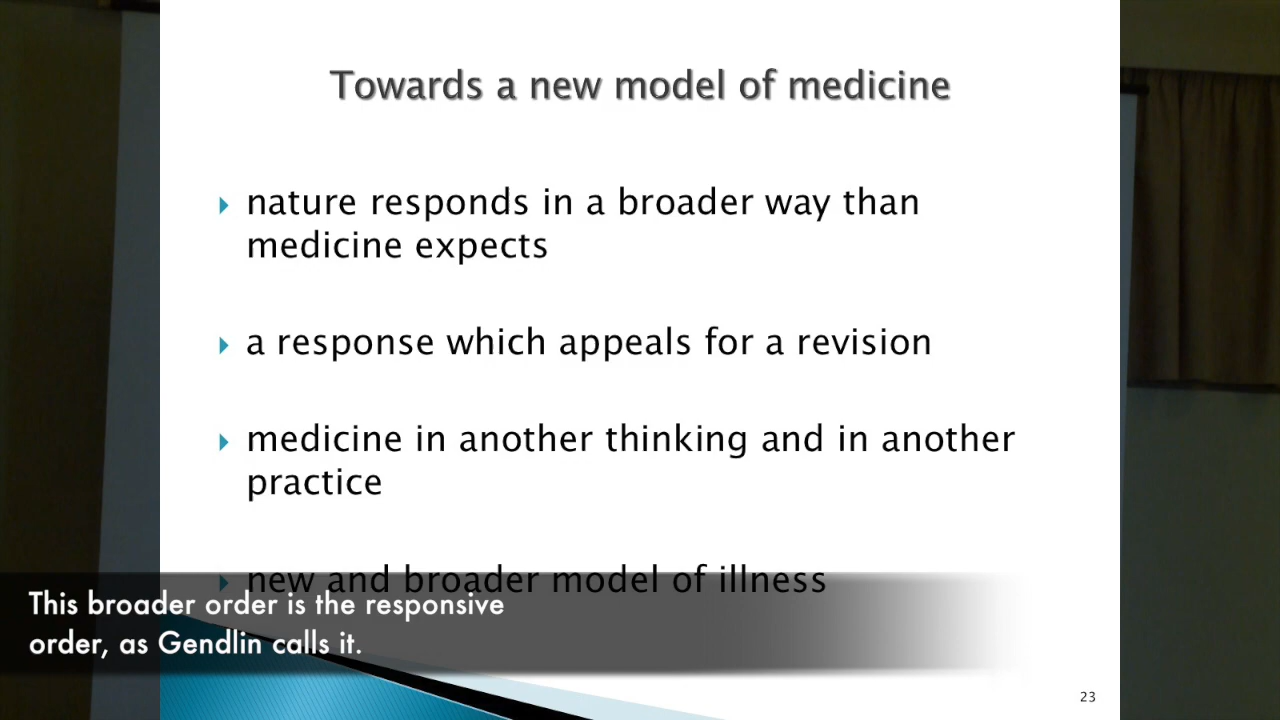 Towards a new model of medicine
nature responds in a broader way than
medicine expects
a response which appeals for a revision
medicine in another thinking and in another
practice
new and broader model of illness
This broader order is the responsive
order, as Gendlin calls it.
23